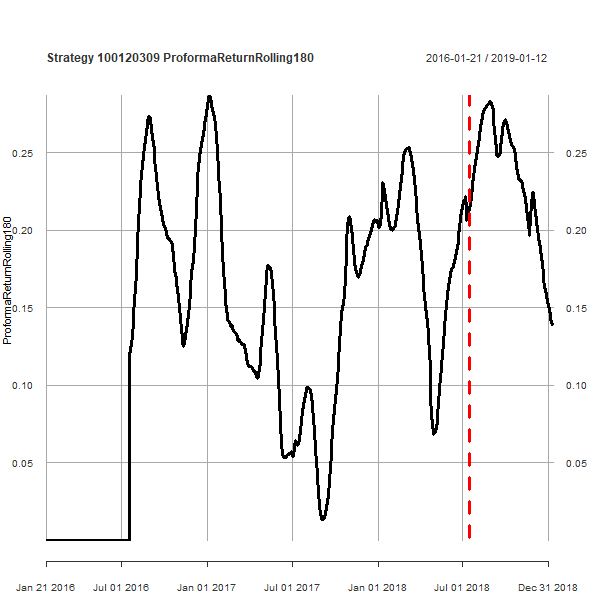 Strategy 100120309 ProformaReturnRolling180
2016-01-21 / 2019-01-12
ProformaReturnRolling180
0.25
0.20
0.15
0.10
0.05
0.25
0.20
0.15
0.10
0.05
Jan 21 2016
Jul 01 2016
Jan 01 2017
Jul 01 2017
Jan 01 2018
Jul 01 2018
Dec 31 2018